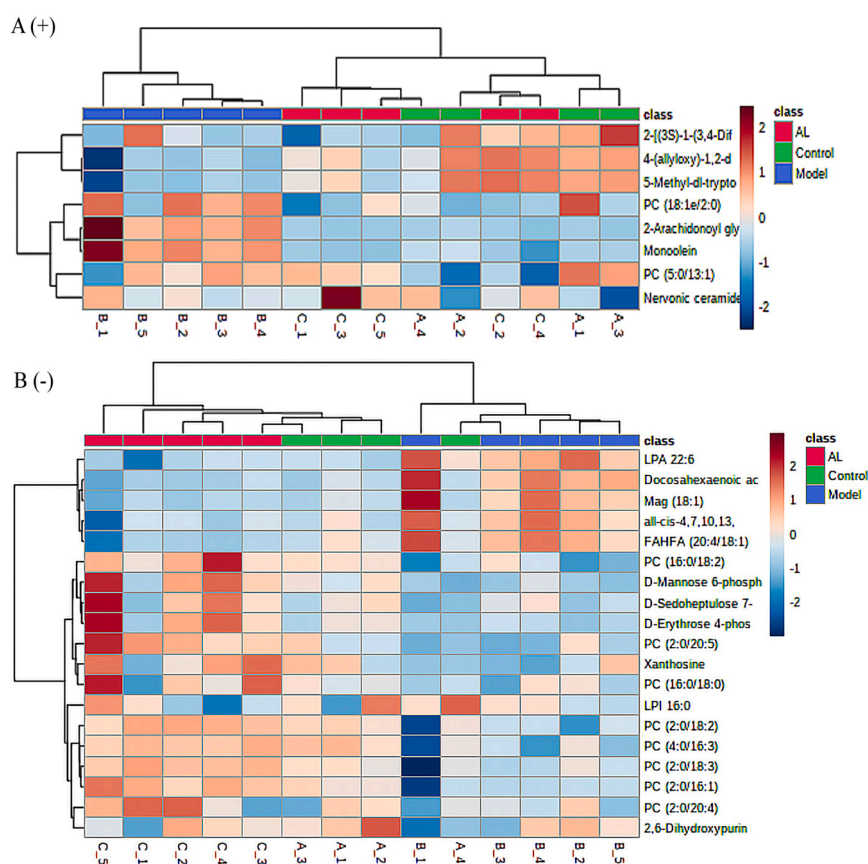 A (+)
class
2-[(3S)-1-(3,4-Dif
4-(allyloxy)-1,2-d
5-Methyl-dl-trypto
PC (18:1e/2:0)
2-Arachidonoyl gly
Monoolein
PC (5:0/13:1)
Nervonic ceramide
2
1
0
-1
-2
class
AL
Control
Model
B_1
B_5
B_2
B_3
B_4
C_1
C_3
C_5
A_4
A_2
C_2
C_4
A_1
A_3
B (-)
class
LPA 22:6
Docosahexaenoic ac
Mag (18:1)
all-cis-4,7,10,13,
FAHFA (20:4/18:1)
PC (16:0/18:2)
D-Mannose 6-phosph
D-Sedoheptulose 7-
D-Erythrose 4-phos
PC (2:0/20:5)
Xanthosine
PC (16:0/18:0)
LPI 16:0
PC (2:0/18:2)
PC (4:0/16:3)
PC (2:0/18:3)
PC (2:0/16:1)
PC (2:0/20:4)
2,6-Dihydroxypurin
2
1
0
-1
-2
class
AL
Control
Model
C_5
C_1
C_2
C_4
C_3
A_3
A_1
A_2
B_1
A_4
B_3
B_4
B_2
B_5